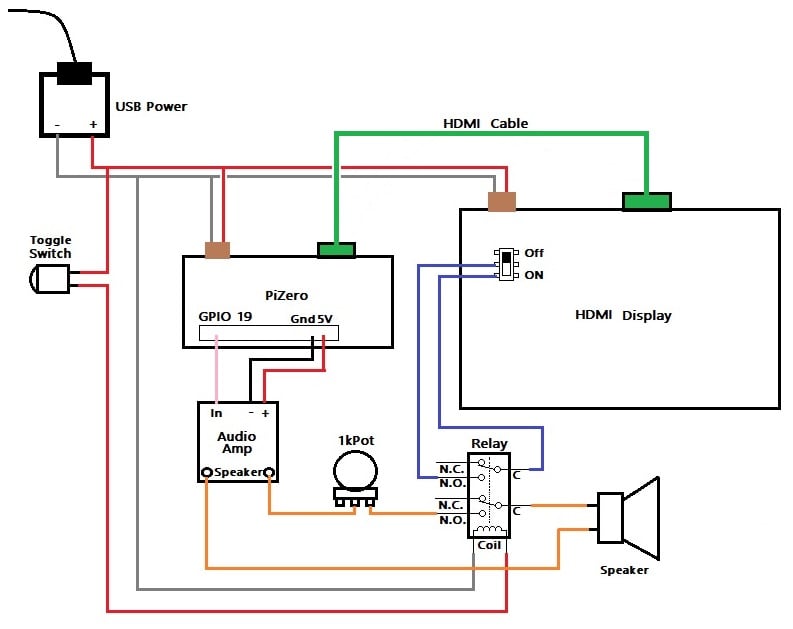 USB Power
- +
HDMI Cable
Toggle
Switch
Off
ON
PiZero
HDMI Display
GPIO 19
Gnd 5V
In - +
Audio
Amp
Speaker
1kPot
Relay
N.C.
N.O.
C
N.C.
N.O.
C
Coil
Speaker